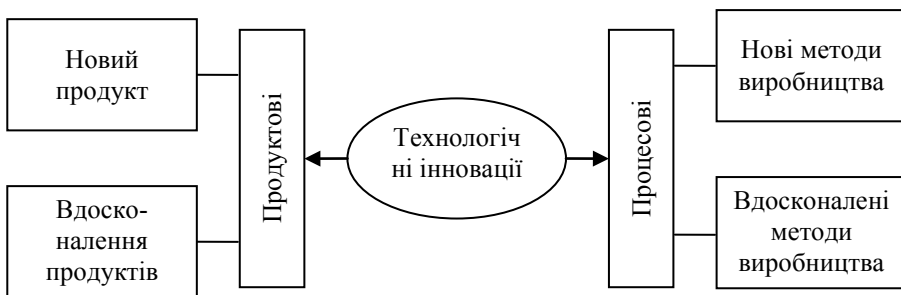 Новий
продукт
Вдоско-
налення
продуктів
Продуктові
Технологіч
ні інновації
Процесові
Нові методи
виробництва
Вдосконалені
методи
виробництва